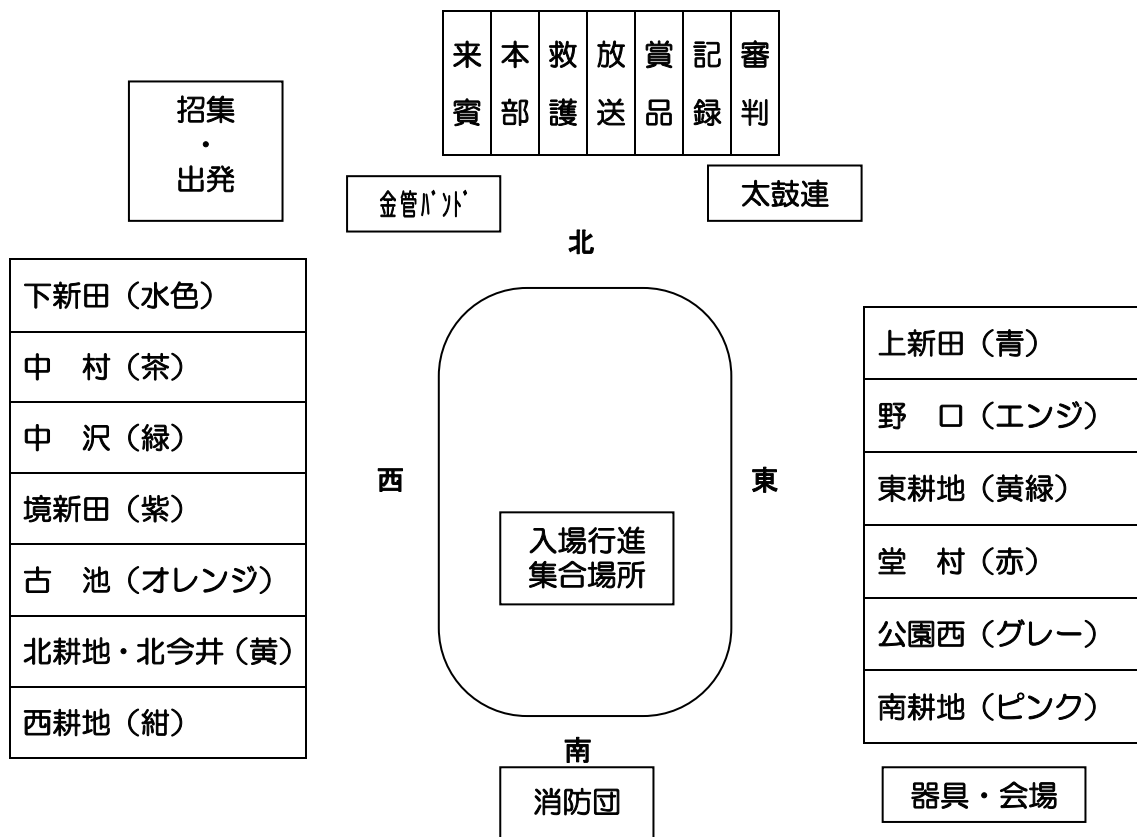 来賓
本部
救護
放送
賞品
記録
審判
招集
・
出発
金管ﾊﾞﾝﾄﾞ
太鼓連
北
下新田（水色）
中　村（茶）
中　沢（緑）
境新田（紫）
古　池（オレンジ）
北耕地・北今井（黄）
西耕地（紺）
西
東
入場行進
集合場所
上新田（青）
野　口（エンジ）
東耕地（黄緑）
堂　村（赤）
公園西（グレー）
南耕地（ピンク）
南
消防団
器具・会場